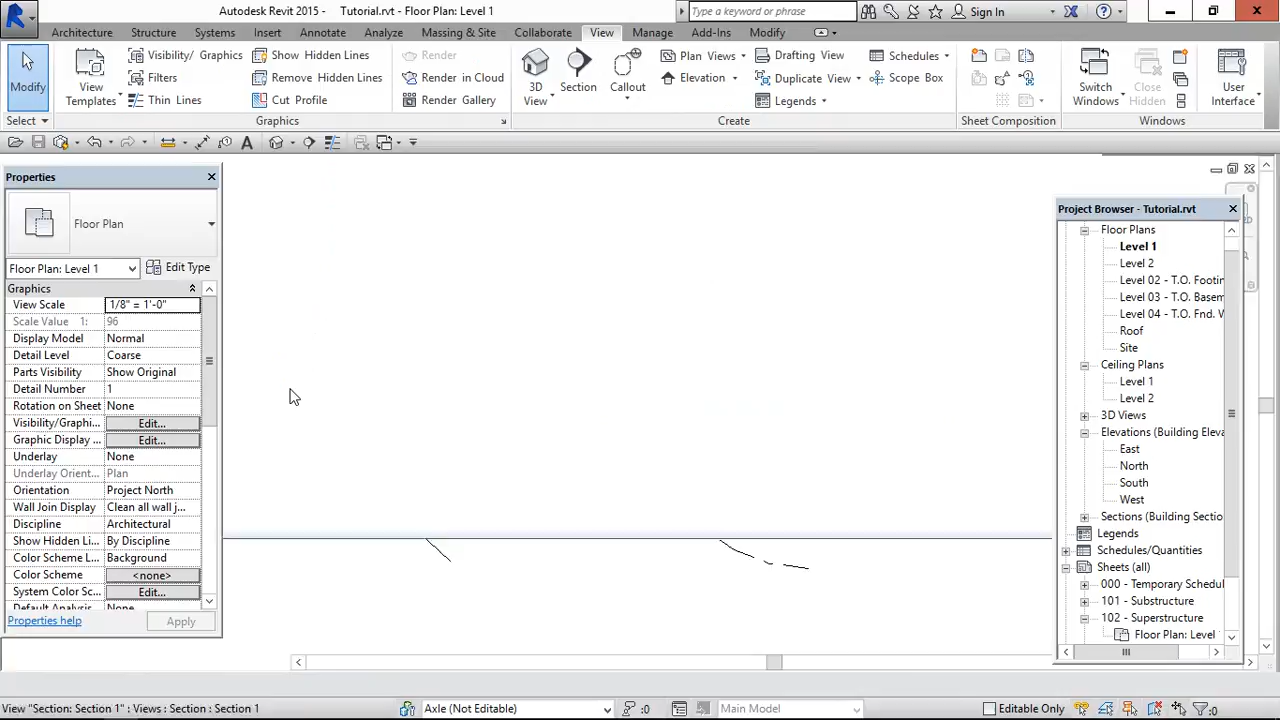 Autodesk Revit 2015 - Tutorial.rvt - Floor Plan: Level 1
Type a keyword or phrase
Sign In
Architecture Structure Systems Insert Annotate Analyze Massing & Site Collaborate View Manage Add-Ins Modify
Modify
Select
View
Templates
Visibility/ Graphics
Filters
Thin Lines
Show Hidden Lines
Remove Hidden Lines
Cut Profile
Graphics
Render
Render in Cloud
Render Gallery
3D
View
Section
Callout
Plan Views
Elevation
Drafting View
Duplicate View
Legends
Schedules
Scope Box
Create
Sheet Composition
Switch
Windows
Close
Hidden
User
Interface
Windows
Properties
Floor Plan
Floor Plan: Level 1
Edit Type
Graphics
View Scale 1/8" = 1'-0"
Scale Value 1: 96
Display Model Normal
Detail Level Coarse
Parts Visibility Show Original
Detail Number 1
Rotation on Sheet None
Visibility/Graphi... Edit...
Graphic Display ... Edit...
Underlay None
Underlay Orient... Plan
Orientation Project North
Wall Join Display Clean all wall j...
Discipline Architectural
Show Hidden Li... By Discipline
Color Scheme L... Background
Color Scheme <none>
System Color Sc... Edit...
Default Analysis None
Properties help
Apply
Project Browser - Tutorial.rvt
Floor Plans
Level 1
Level 2
Level 02 - T.O. Footin
Level 03 - T.O. Basem
Level 04 - T.O. Fnd. V
Roof
Site
Ceiling Plans
Level 1
Level 2
3D Views
Elevations (Building Eleva
East
North
South
West
Sections (Building Sectio
Legends
Schedules/Quantities
Sheets (all)
000 - Temporary Schedul
101 - Substructure
102 - Superstructure
Floor Plan: Level
View "Section: Section 1" : Views : Section : Section 1
Axle (Not Editable)
:0
Main Model
Editable Only
:0